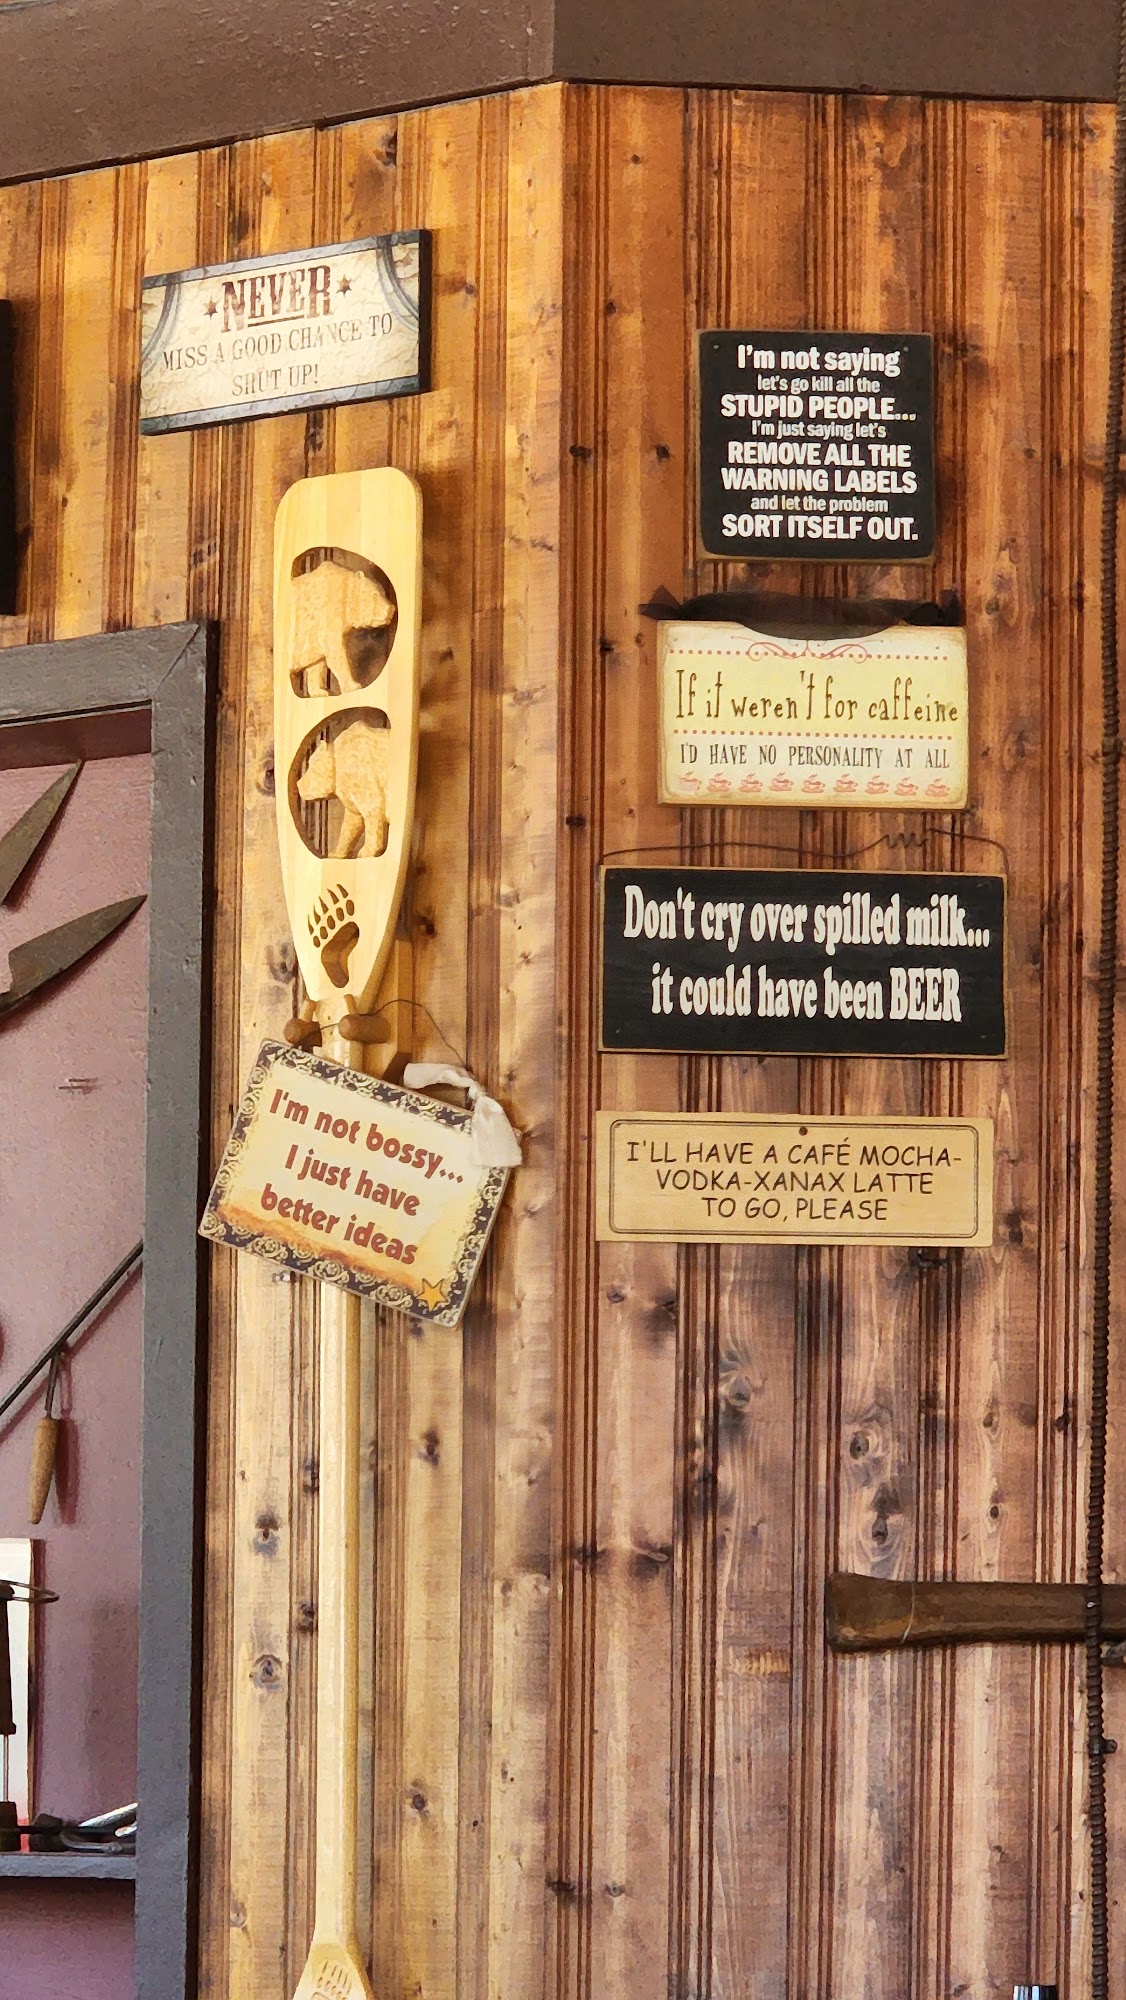 NEVER
MISS A GOOD CHANCE TO
SHUT UP!
I'm not bossy...
I just have
better ideas
I'm not saying
let's go kill all the
STUPID PEOPLE...
I'm just saying let's
REMOVE ALL THE
WARNING LABELS
and let the problem
SORT ITSELF OUT.
If it weren't for caffeine
I'D HAVE NO PERSONALITY AT ALL
Don't cry over spilled milk...
it could have been BEER
I'LL HAVE A CAFÉ MOCHA-
VODKA-XANAX LATTE
TO GO, PLEASE